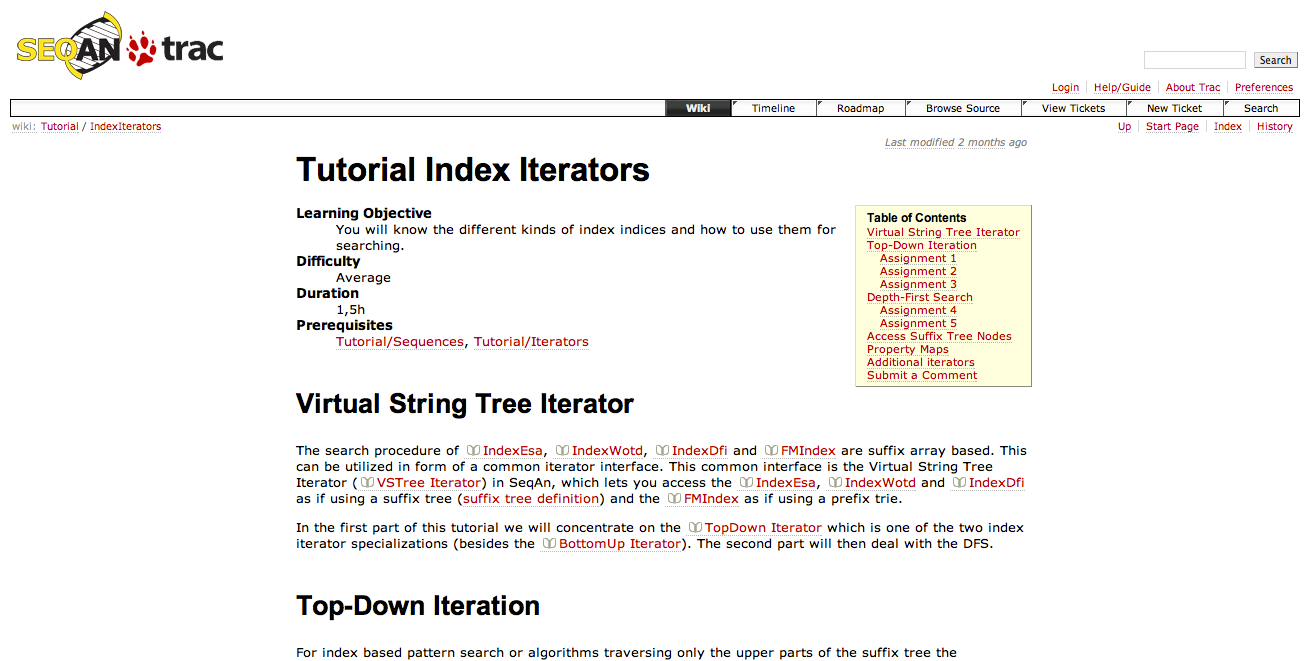 SEQAN trac
Search
Login Help/Guide About Trac Preferences
Wiki Timeline Roadmap Browse Source View Tickets New Ticket Search
wiki: Tutorial / IndexIterators
Up Start Page Index History
Last modified 2 months ago
Tutorial Index Iterators
Learning Objective
You will know the different kinds of index indices and how to use them for
searching.
Difficulty
Average
Duration
1,5h
Prerequisites
Tutorial/Sequences, Tutorial/Iterators
Table of Contents
Virtual String Tree Iterator
Top-Down Iteration
Assignment 1
Assignment 2
Assignment 3
Depth-First Search
Assignment 4
Assignment 5
Access Suffix Tree Nodes
Property Maps
Additional iterators
Submit a Comment
Virtual String Tree Iterator
The search procedure of IndexEsa, IndexWotd, IndexDfi and FMIndex are suffix array based. This
can be utilized in form of a common iterator interface. This common interface is the Virtual String Tree
Iterator ( VSTree Iterator) in SeqAn, which lets you access the IndexEsa, IndexWotd and IndexDfi
as if using a suffix tree (suffix tree definition) and the FMIndex as if using a prefix trie.
In the first part of this tutorial we will concentrate on the TopDown Iterator which is one of the two index
iterator specializations (besides the BottomUp Iterator). The second part will then deal with the DFS.
Top-Down Iteration
For index based pattern search or algorithms traversing only the upper parts of the suffix tree the